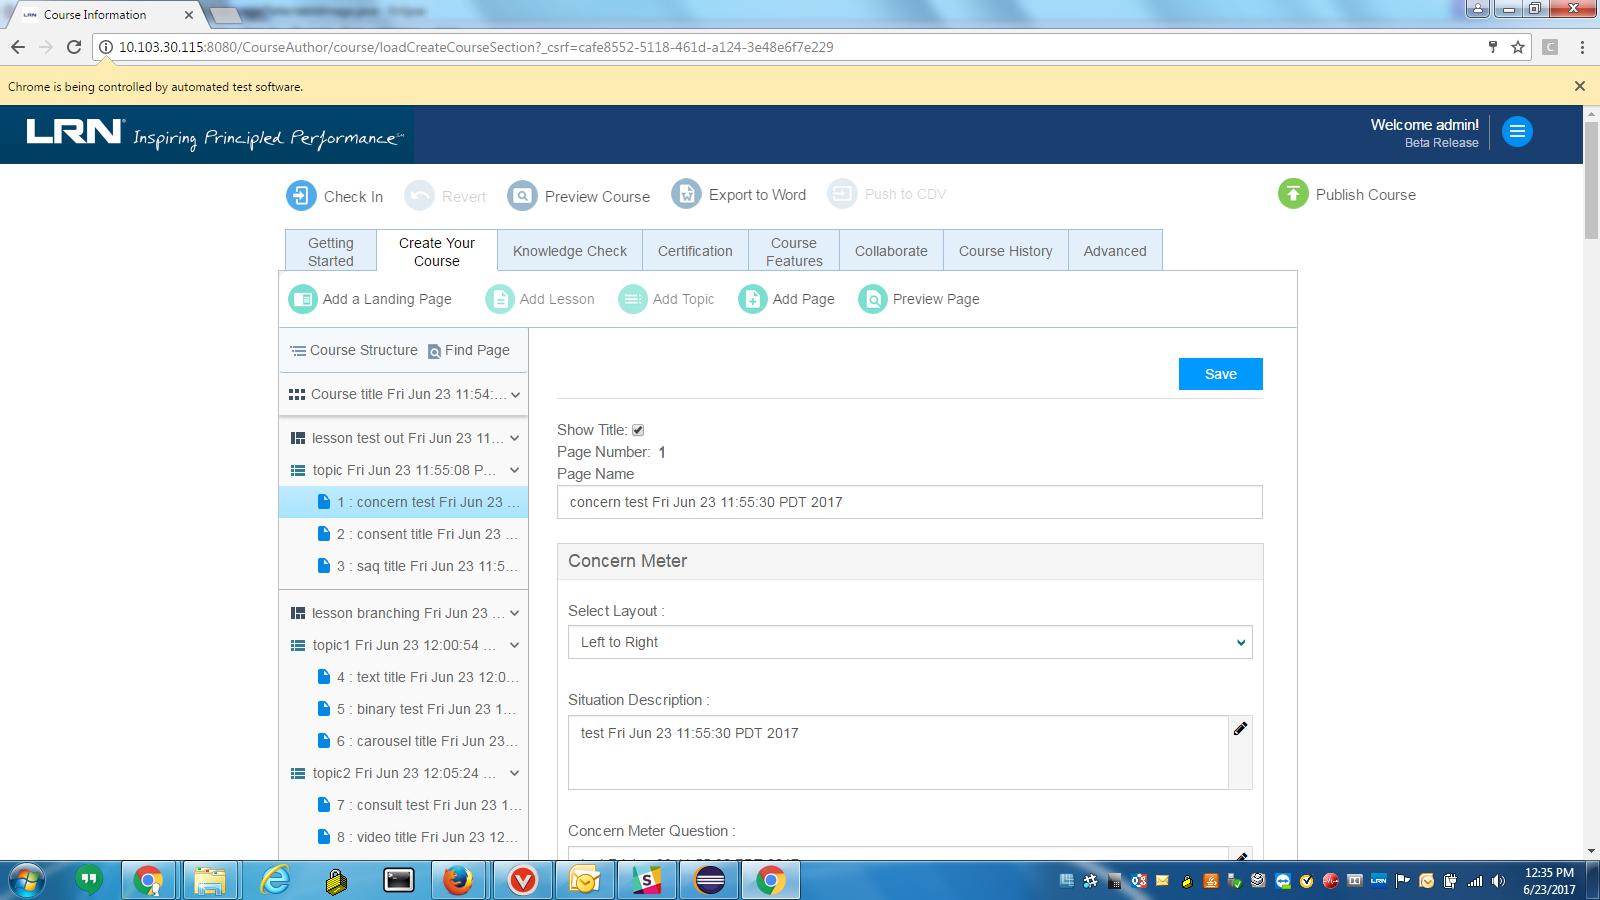 Course Information
10.103.30.115:8080/CourseAuthor/course/loadCreateCourseSection?_csrf=cafe8552-5118-461d-a124-3e48e6f7e229
Chrome is being controlled by automated test software.
LRN Inspiring Principled Performance
Welcome admin!
Beta Release
Check In Revert Preview Course Export to Word Push to CDV Publish Course
Getting Started
Create Your Course
Knowledge Check
Certification
Course Features
Collaborate
Course History
Advanced
Add a Landing Page Add Lesson Add Topic Add Page Preview Page
Course Structure Find Page
Course title Fri Jun 23 11:54:...
lesson test out Fri Jun 23 11...
topic Fri Jun 23 11:55:08 P...
1 : concern test Fri Jun 23 ...
2 : consent title Fri Jun 23 ...
3 : saq title Fri Jun 23 11:5...
lesson branching Fri Jun 23 ...
topic1 Fri Jun 23 12:00:54 ...
4 : text title Fri Jun 23 12:0...
5 : binary test Fri Jun 23 1...
6 : carousel title Fri Jun 23...
topic2 Fri Jun 23 12:05:24 ...
7 : consult test Fri Jun 23 1...
8 : video title Fri Jun 23 12...
Save
Show Title:
Page Number: 1
Page Name
concern test Fri Jun 23 11:55:30 PDT 2017
Concern Meter
Select Layout :
Left to Right
Situation Description :
test Fri Jun 23 11:55:30 PDT 2017
Concern Meter Question :
12:35 PM
6/23/2017